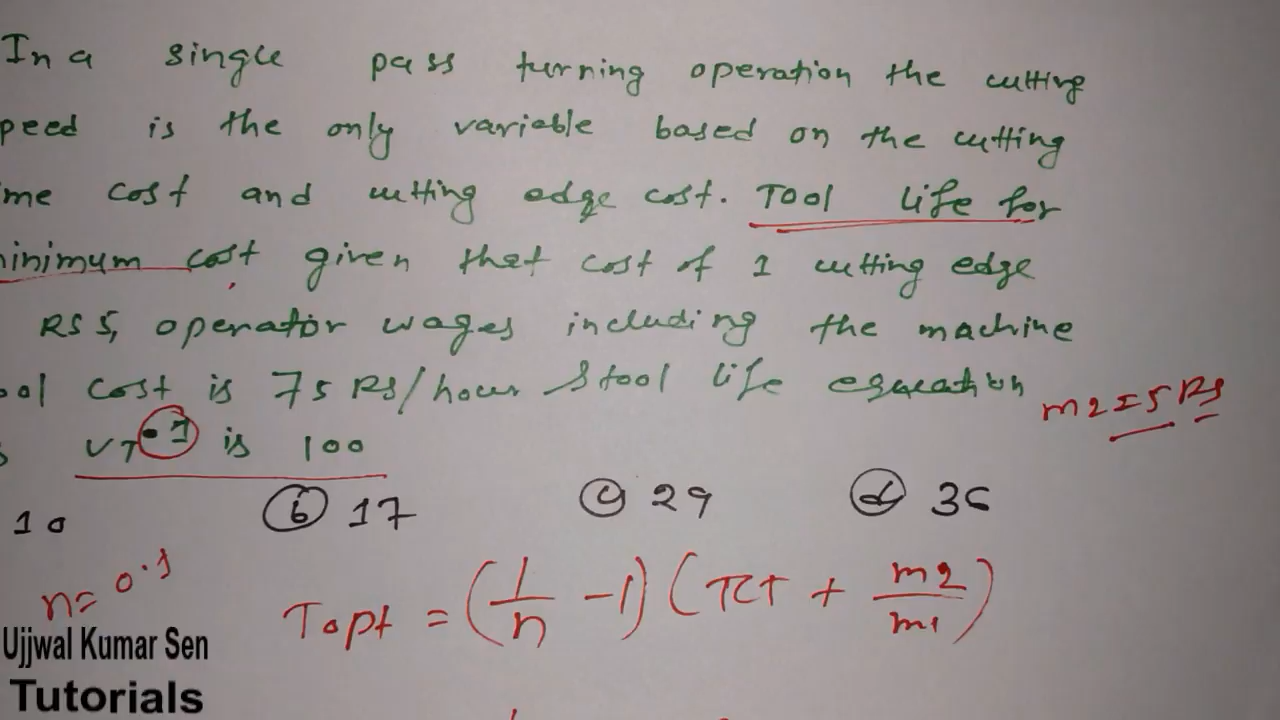 In a single pass turning operation the cutting
peed is the only variable based on the cutting
me cost and cutting edge cost. Tool life for
inimum cost given that cost of 1 cutting edge
RS 5, operator wages including the machine
ol cost is 75 Rs/hour & tool life equation
m2 = 5 Rs
s VT^.1 is 100
10 (b) 17 (c) 29 (d) 36
n= 0.1
Topt = (1/n - 1) (TCT + m2/m1)
Ujjwal Kumar Sen
Tutorials